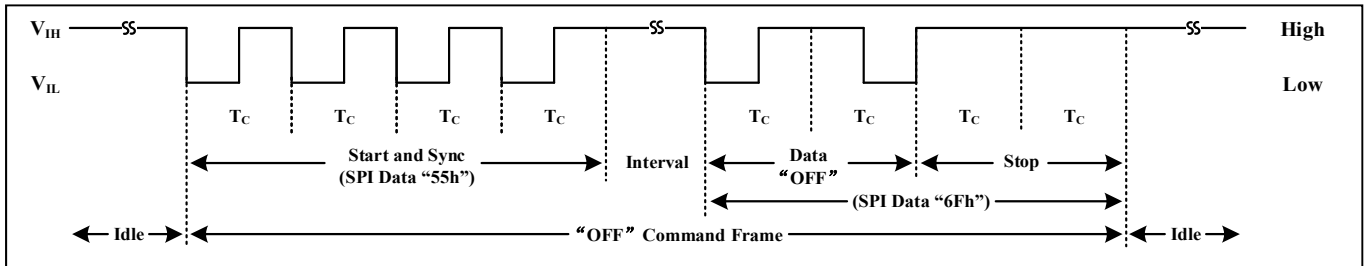 VIH High
VIL Low
TC TC TC TC TC TC TC TC
Start and Sync
(SPI Data “55h”)
Interval
Data
“OFF”
Stop
(SPI Data “6Fh”)
Idle “OFF” Command Frame Idle